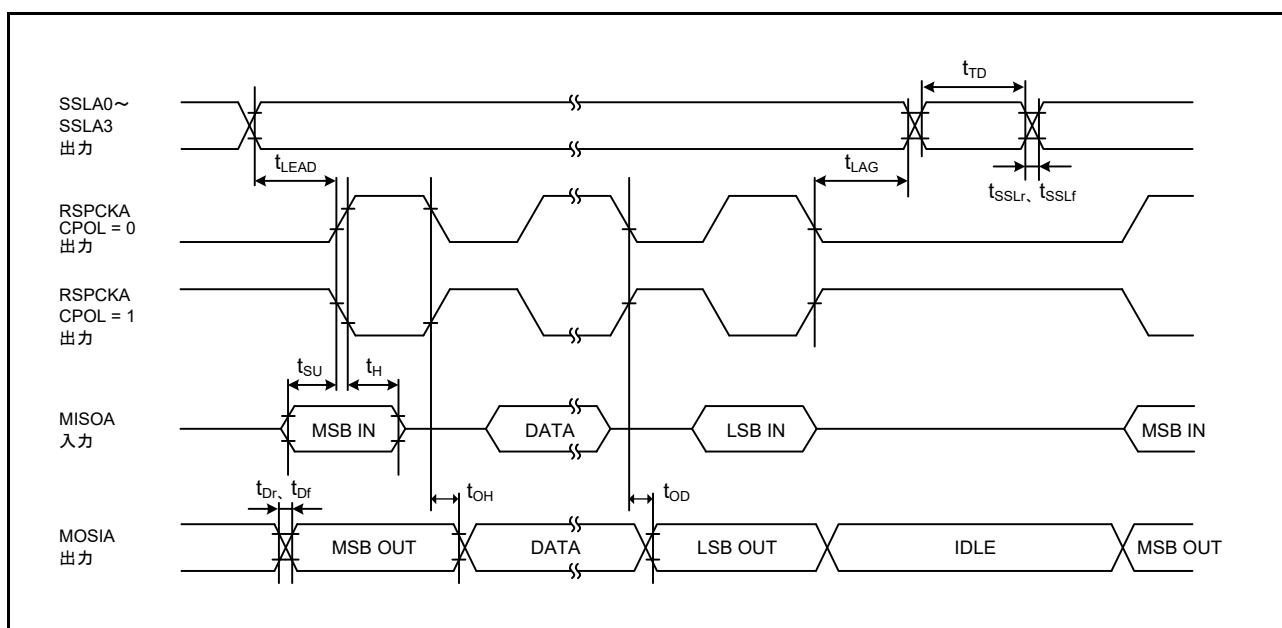 SSLA0～
SSLA3
出力
tTD
tLEAD
tLAG
tSSLr、tSSLf
RSPCKA
CPOL = 0
出力
RSPCKA
CPOL = 1
出力
tSU
tH
MISOA
入力
MSB IN
DATA
LSB IN
MSB IN
tDr、tDf
tOH
tOD
MOSIA
出力
MSB OUT
DATA
LSB OUT
IDLE
MSB OUT